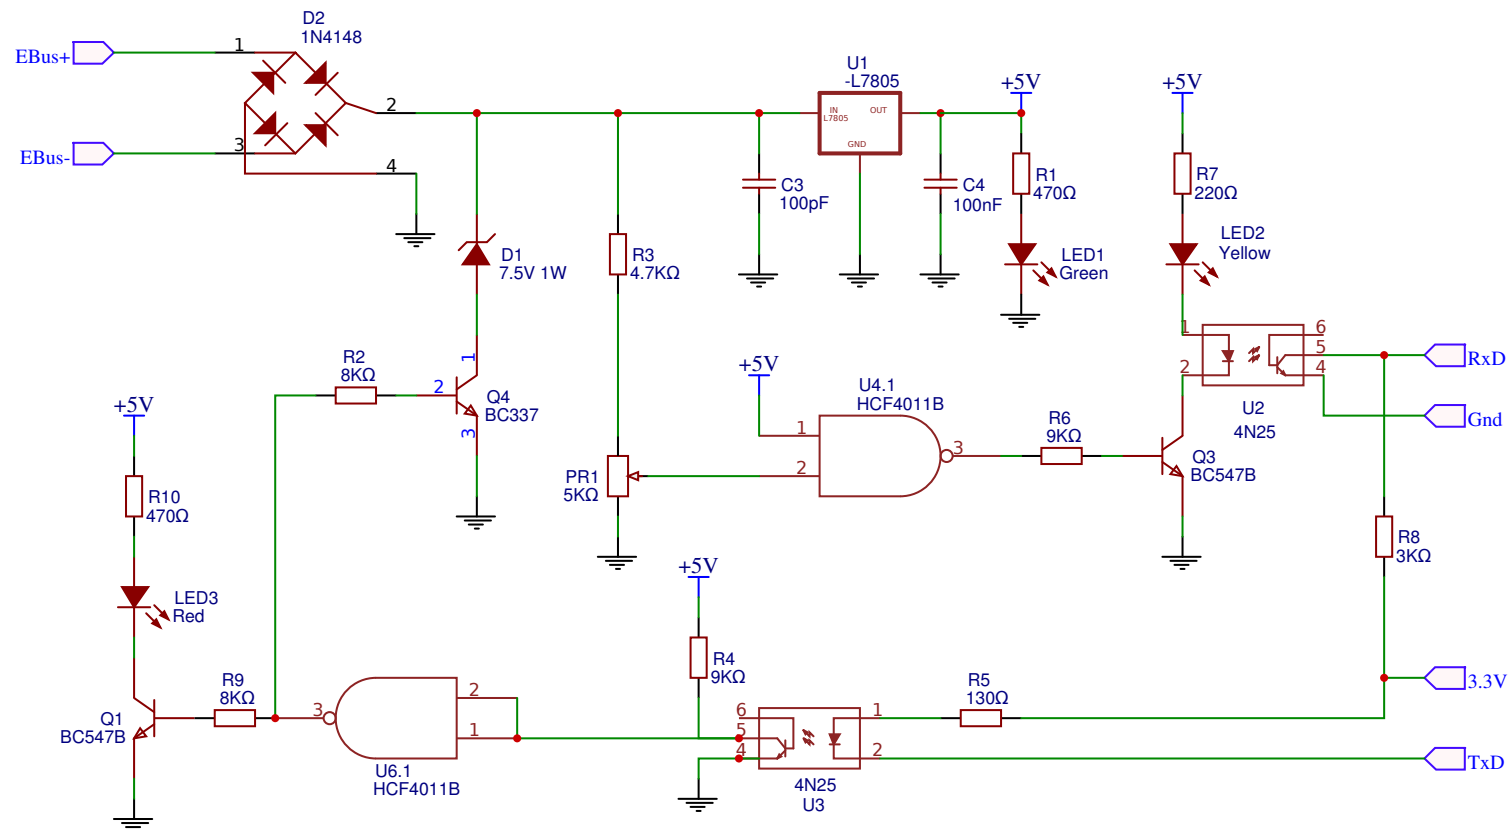 D2
1N4148
EBus+
1
2
EBus-
3
4
U1
-L7805
IN
L7805
OUT
GND
+5V
+5V
C3
100pF
C4
100nF
R1
470Ω
R7
220Ω
LED1
Green
LED2
Yellow
D1
7.5V 1W
R3
4.7KΩ
1
2
6
5
4
U2
4N25
RxD
Gnd
R2
8KΩ
1
2
3
Q4
BC337
+5V
U4.1
HCF4011B
1
2
3
R6
9KΩ
Q3
BC547B
PR1
5KΩ
+5V
R10
470Ω
LED3
Red
R8
3KΩ
+5V
R4
9KΩ
Q1
BC547B
R9
8KΩ
3
2
1
U6.1
HCF4011B
6
5
4
1
2
4N25
U3
R5
130Ω
3.3V
TxD